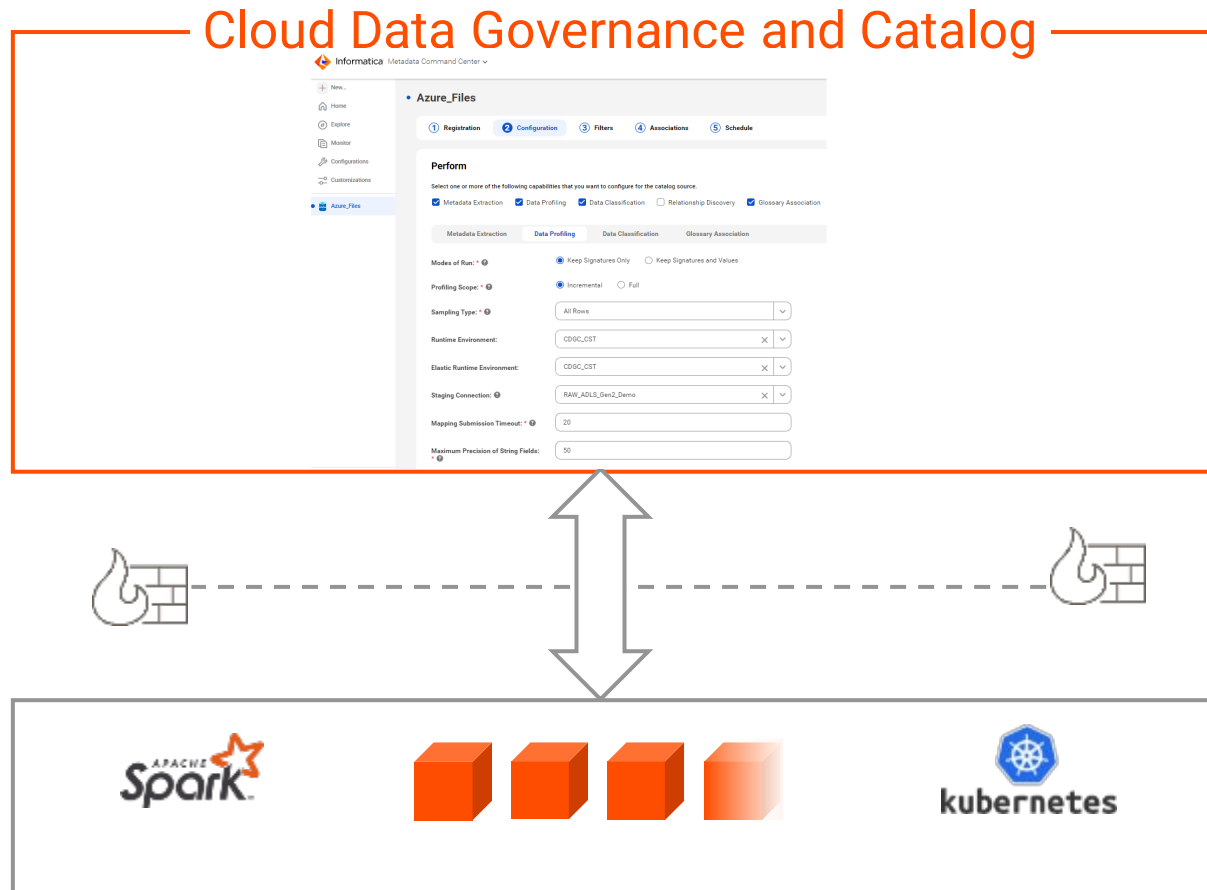 Cloud Data Governance and Catalog
Informatica Metadata Command Center
New...
Home
Explore
Monitor
Configurations
Customizations
Azure_Files
Azure_Files
1 Registration 2 Configuration 3 Filters 4 Associations 5 Schedule
Perform
Select one or more of the following capabilities that you want to configure for the catalog source.
Metadata Extraction Data Profiling Data Classification Relationship Discovery Glossary Association
Metadata Extraction Data Profiling Data Classification Glossary Association
Modes of Run: * Keep Signatures Only Keep Signatures and Values
Profiling Scope: * Incremental Full
Sampling Type: * All Rows
Runtime Environment: CDGC_CST
Elastic Runtime Environment: CDGC_CST
Staging Connection: RAW_ADLS_Gen2_Demo
Mapping Submission Timeout: * 20
Maximum Precision of String Fields: 50
*
APACHE
Spark
kubernetes